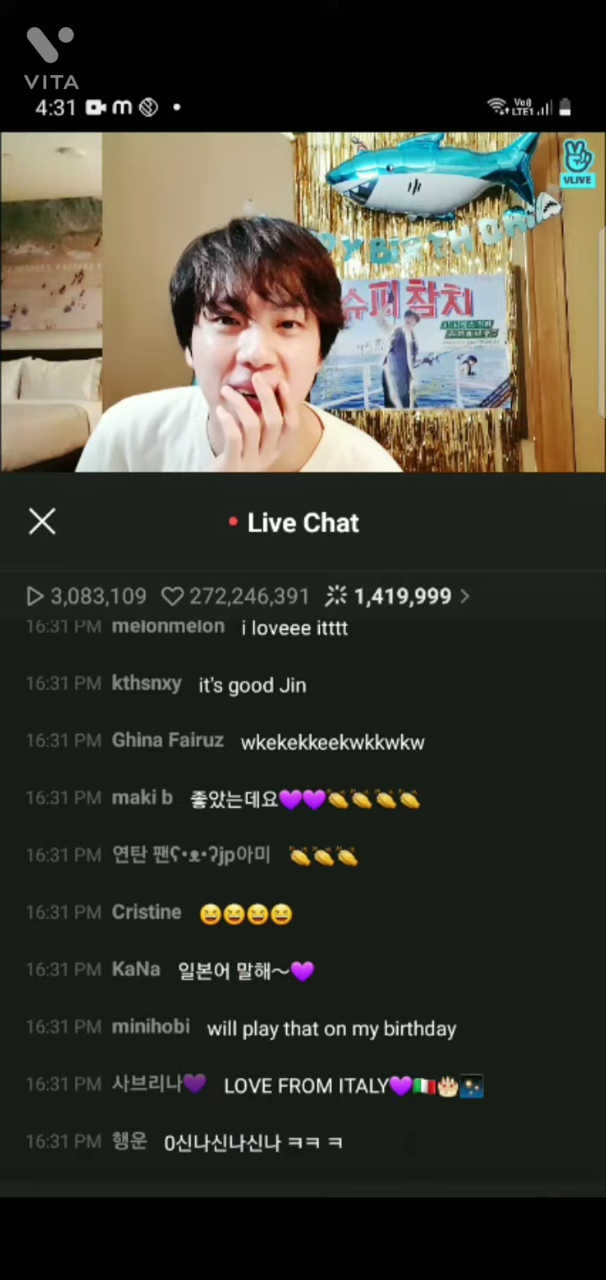 VITA
4:31
Vo))
LTE1
VLIVE
슈퍼참치
Live Chat
3,083,109 272,246,391 1,419,999 >
16:31 PM melonmelon i loveee itttt
16:31 PM kthsnxy it's good Jin
16:31 PM Ghina Fairuz wkekekkeekwkkwkw
16:31 PM maki b 좋았는데요💜💜👏👏👏👏
16:31 PM 연탄 팬ʕ•ᴥ•ʔjp아미 👏👏👏
16:31 PM Cristine 😆😆😆😆
16:31 PM KaNa 일본어 말해~💜
16:31 PM minihobi will play that on my birthday
16:31 PM 사브리나💜 LOVE FROM ITALY💜🇮🇹🎂🎆
16:31 PM 행운 0신나신나신나 ㅋㅋ ㅋ